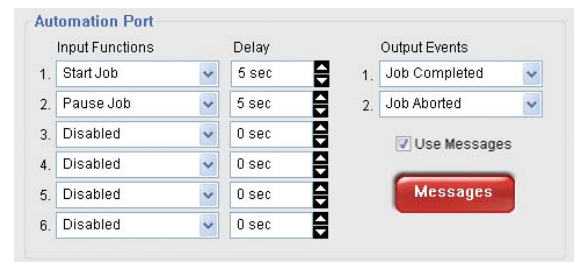 Automation Port
Input Functions Delay Output Events
1. Start Job 5 sec 1. Job Completed
2. Pause Job 5 sec 2. Job Aborted
3. Disabled 0 sec
Use Messages
4. Disabled 0 sec
5. Disabled 0 sec
Messages
6. Disabled 0 sec